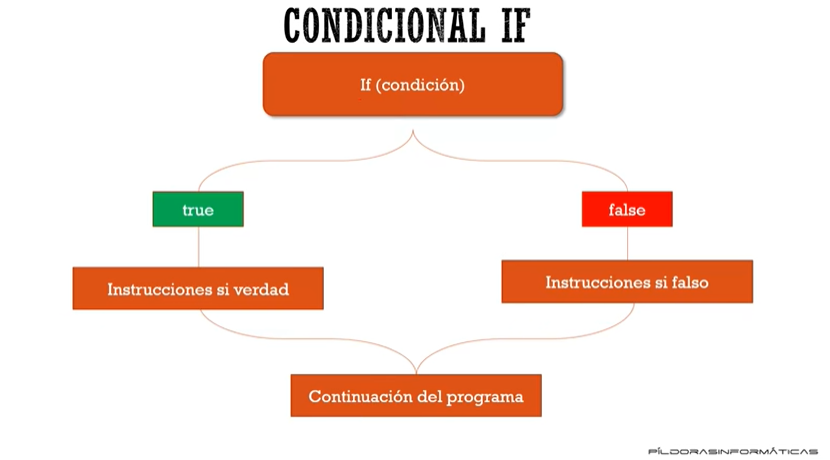 CONDICIONAL IF
If (condición)
true
false
Instrucciones si verdad
Instrucciones si falso
Continuación del programa
PÍLDORASINFORMÁTICAS